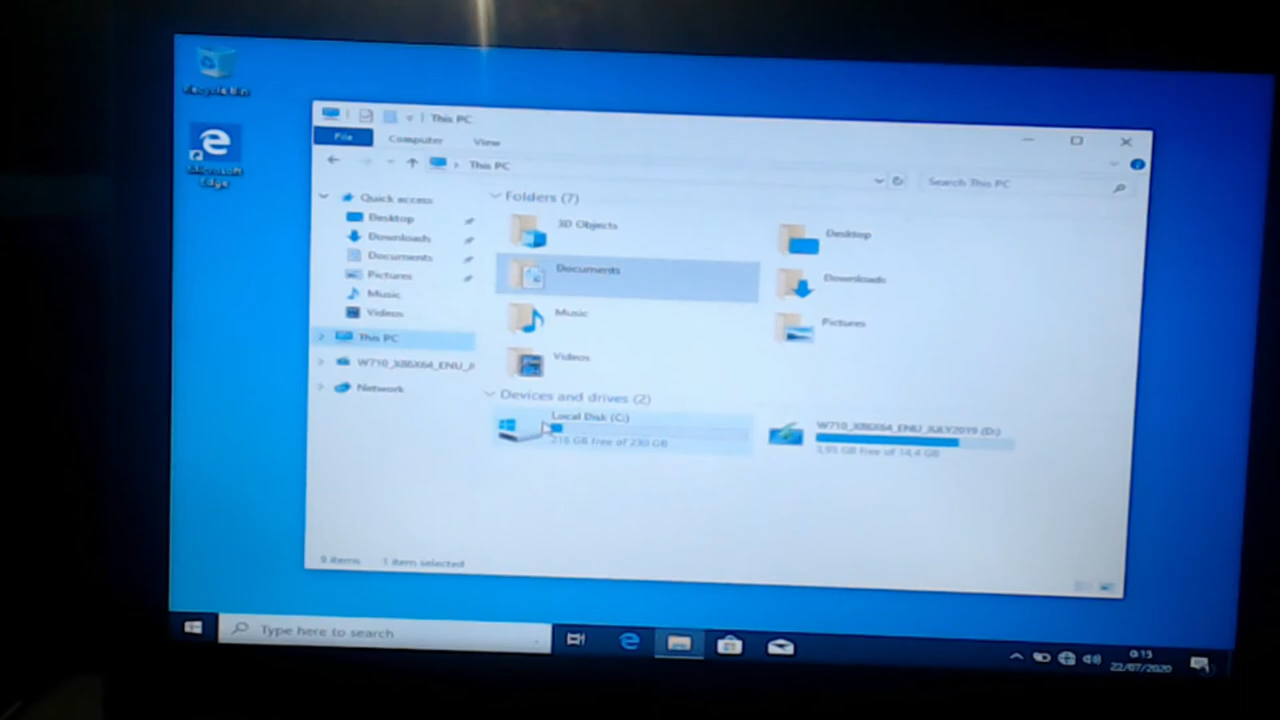 Recycle Bin
Microsoft
Edge
This PC
File Computer View
This PC
Search This PC
Quick access
Desktop
Downloads
Documents
Pictures
Music
Videos
This PC
W710_X86X64_ENU_J
Network
Folders (7)
3D Objects
Desktop
Documents
Downloads
Music
Pictures
Videos
Devices and drives (2)
Local Disk (C:)
218 GB free of 230 GB
W710_X86X64_ENU_JULY2019 (D:)
3,95 GB free of 14,4 GB
9 items 1 item selected
Type here to search
0:15
22/07/2020